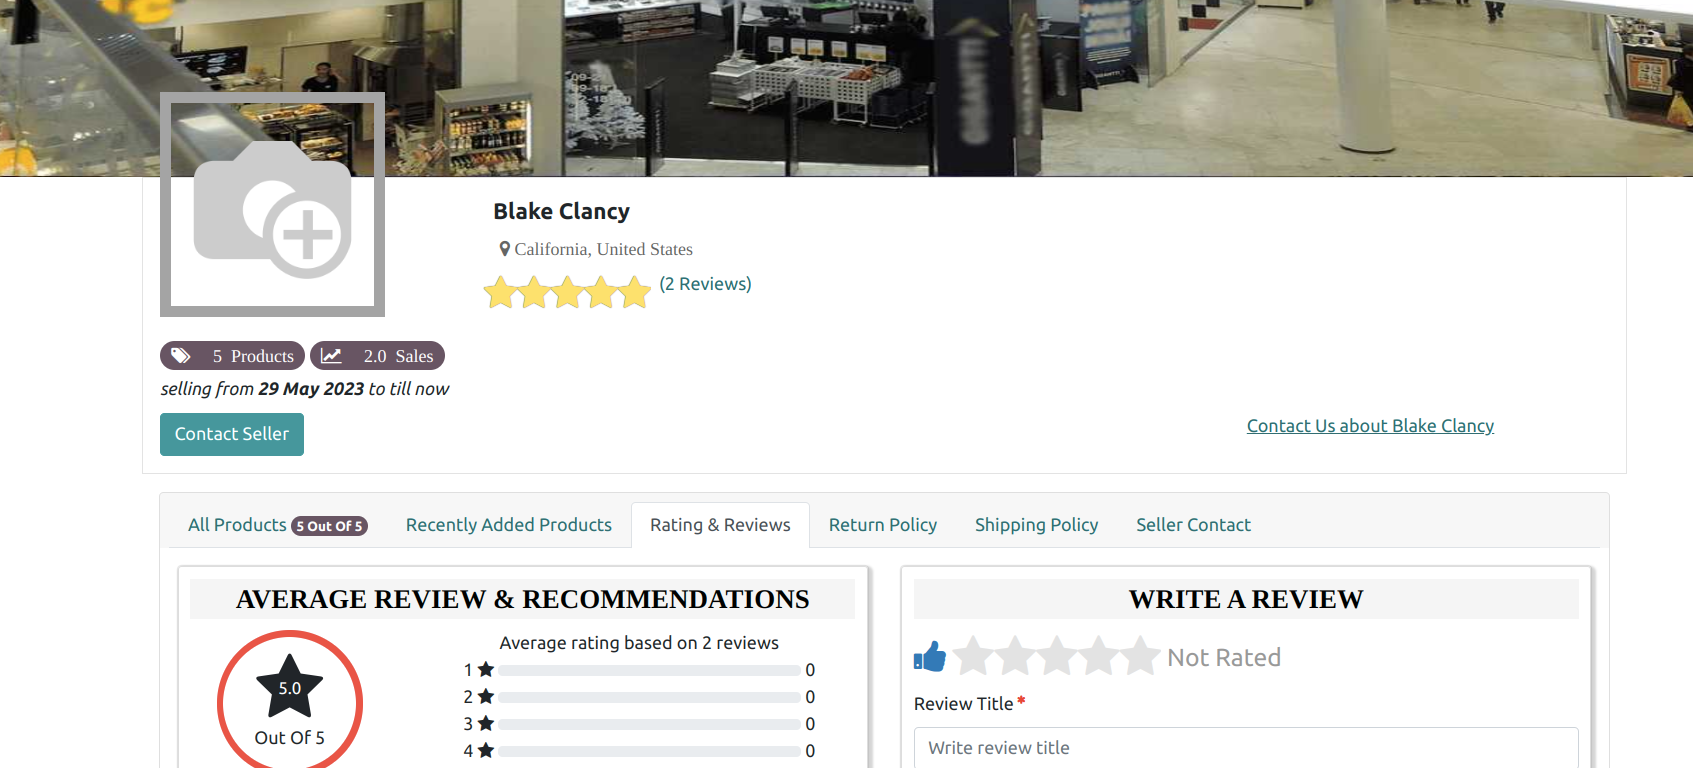 Blake Clancy
California, United States
(2 Reviews)
5 Products 2.0 Sales
selling from 29 May 2023 to till now
Contact Seller
Contact Us about Blake Clancy
All Products 5 Out Of 5 Recently Added Products Rating & Reviews Return Policy Shipping Policy Seller Contact
AVERAGE REVIEW & RECOMMENDATIONS
5.0
Out Of 5
Average rating based on 2 reviews
1 0
2 0
3 0
4 0
WRITE A REVIEW
Not Rated
Review Title *
Write review title